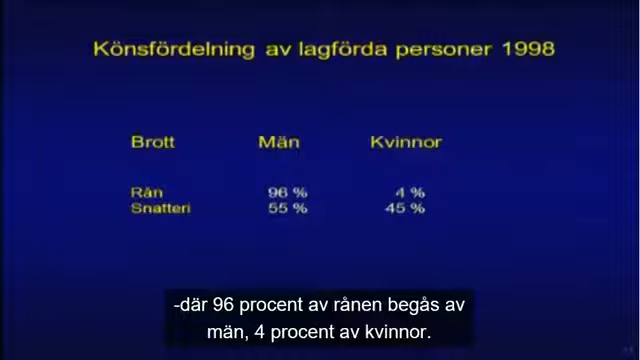 Könsfördelning av lagförda personer 1998
Brott Män Kvinnor
Rån 96 % 4 %
Snatteri 55 % 45 %
-där 96 procent av rånen begås av
män, 4 procent av kvinnor.